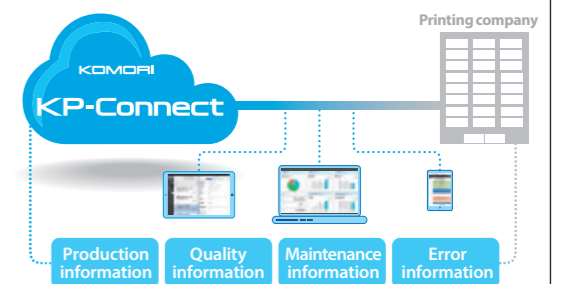 Printing company
KOMORI
KP-Connect
Production
information
Quality
information
Maintenance
information
Error
information